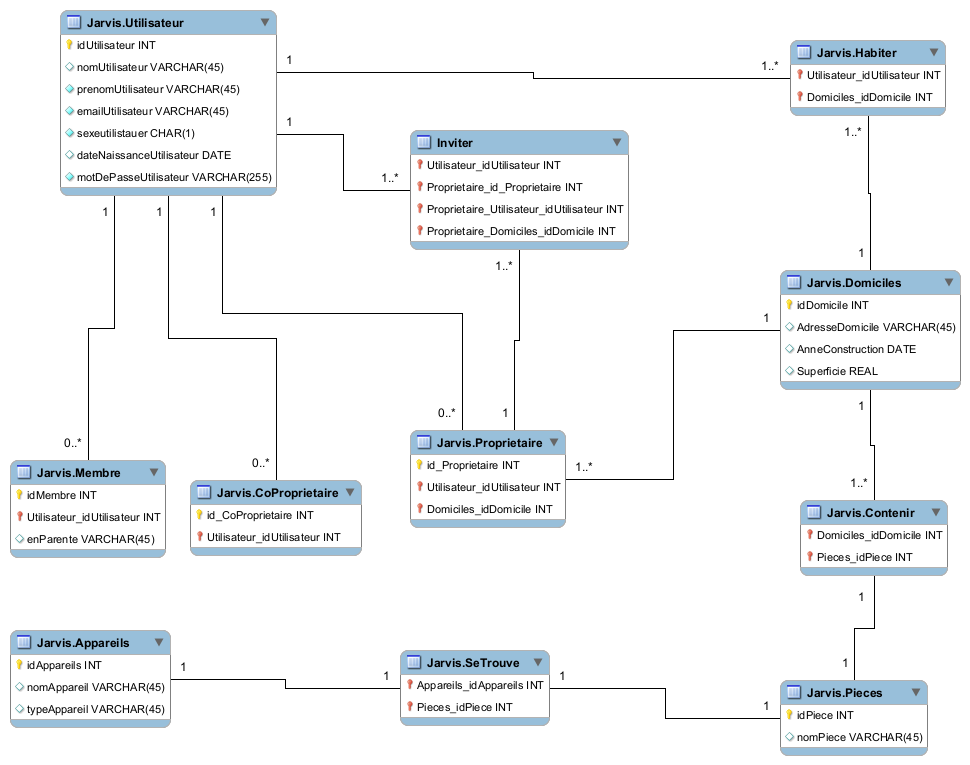 Jarvis.Utilisateur
idUtilisateur INT
nomUtilisateur VARCHAR(45)
prenomUtilisateur VARCHAR(45)
emailUtilisateur VARCHAR(45)
sexeutilistauer CHAR(1)
dateNaissanceUtilisateur DATE
motDePasseUtilisateur VARCHAR(255)
1
1..*
Jarvis.Habiter
Utilisateur_idUtilisateur INT
Domiciles_idDomicile INT
1
1..*
Inviter
Utilisateur_idUtilisateur INT
Proprietaire_id_Proprietaire INT
Proprietaire_Utilisateur_idUtilisateur INT
Proprietaire_Domiciles_idDomicile INT
1..*
1
1
1
1
1..*
1
Jarvis.Domiciles
idDomicile INT
AdresseDomicile VARCHAR(45)
AnneConstruction DATE
Superficie REAL
1
0..*
1
Jarvis.Proprietaire
id_Proprietaire INT
Utilisateur_idUtilisateur INT
Domiciles_idDomicile INT
1..*
0..*
Jarvis.Membre
idMembre INT
Utilisateur_idUtilisateur INT
enParente VARCHAR(45)
0..*
Jarvis.CoProprietaire
id_CoProprietaire INT
Utilisateur_idUtilisateur INT
1
1..*
Jarvis.Contenir
Domiciles_idDomicile INT
Pieces_idPiece INT
1
1
Jarvis.Appareils
idAppareils INT
nomAppareil VARCHAR(45)
typeAppareil VARCHAR(45)
1
1
Jarvis.SeTrouve
Appareils_idAppareils INT
Pieces_idPiece INT
1
1
Jarvis.Pieces
idPiece INT
nomPiece VARCHAR(45)